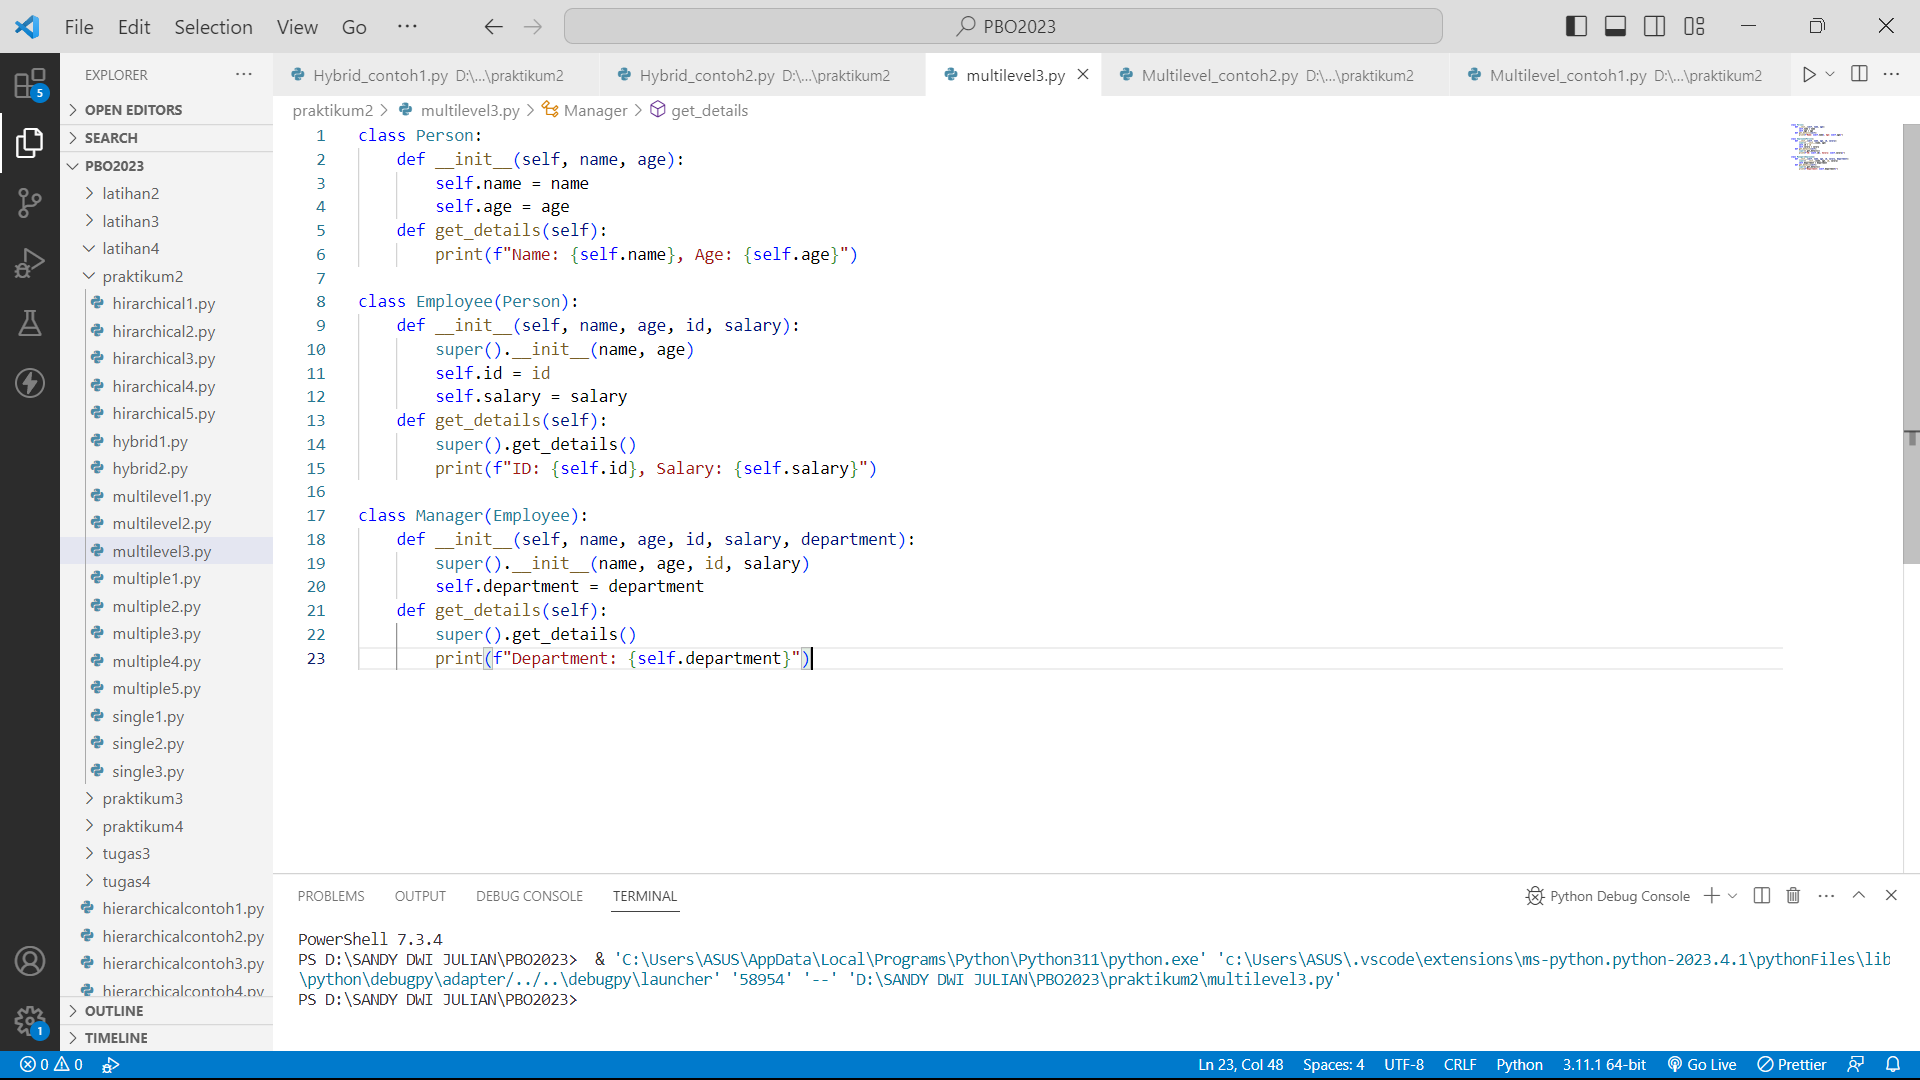 File Edit Selection View Go ··· PBO2023
EXPLORER ···
OPEN EDITORS
SEARCH
PBO2023
latihan2
latihan3
latihan4
praktikum2
hirarchical1.py
hirarchical2.py
hirarchical3.py
hirarchical4.py
hirarchical5.py
hybrid1.py
hybrid2.py
multilevel1.py
multilevel2.py
multilevel3.py
multiple1.py
multiple2.py
multiple3.py
multiple4.py
multiple5.py
single1.py
single2.py
single3.py
praktikum3
praktikum4
tugas3
tugas4
hierarchicalcontoh1.py
hierarchicalcontoh2.py
hierarchicalcontoh3.py
hierarchicalcontoh4.py
OUTLINE
TIMELINE
5
1
Hybrid_contoh1.py D:\...\praktikum2 Hybrid_contoh2.py D:\...\praktikum2 multilevel3.py Multilevel_contoh2.py D:\...\praktikum2 Multilevel_contoh1.py D:\...\praktikum2
praktikum2 > multilevel3.py > Manager > get_details
1 class Person:
2     def __init__(self, name, age):
3         self.name = name
4         self.age = age
5     def get_details(self):
6         print(f"Name: {self.name}, Age: {self.age}")
7
8 class Employee(Person):
9     def __init__(self, name, age, id, salary):
10         super().__init__(name, age)
11         self.id = id
12         self.salary = salary
13     def get_details(self):
14         super().get_details()
15         print(f"ID: {self.id}, Salary: {self.salary}")
16
17 class Manager(Employee):
18     def __init__(self, name, age, id, salary, department):
19         super().__init__(name, age, id, salary)
20         self.department = department
21     def get_details(self):
22         super().get_details()
23         print(f"Department: {self.department}")
PROBLEMS OUTPUT DEBUG CONSOLE TERMINAL Python Debug Console
PowerShell 7.3.4
PS D:\SANDY DWI JULIAN\PBO2023>  & 'C:\Users\ASUS\AppData\Local\Programs\Python\Python311\python.exe' 'c:\Users\ASUS\.vscode\extensions\ms-python.python-2023.4.1\pythonFiles\lib
\python\debugpy\adapter/../..\debugpy\launcher' '58954' '--' 'D:\SANDY DWI JULIAN\PBO2023\praktikum2\multilevel3.py'
PS D:\SANDY DWI JULIAN\PBO2023>
0 0 Ln 23, Col 48 Spaces: 4 UTF-8 CRLF Python 3.11.1 64-bit Go Live Prettier